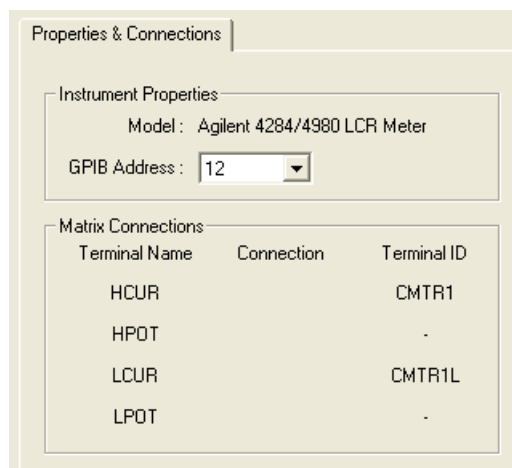 Properties & Connections
Instrument Properties
Model : Agilent 4284/4980 LCR Meter
GPIB Address : 12
Matrix Connections
Terminal Name Connection Terminal ID
HCUR CMTR1
HPOT -
LCUR CMTR1L
LPOT -